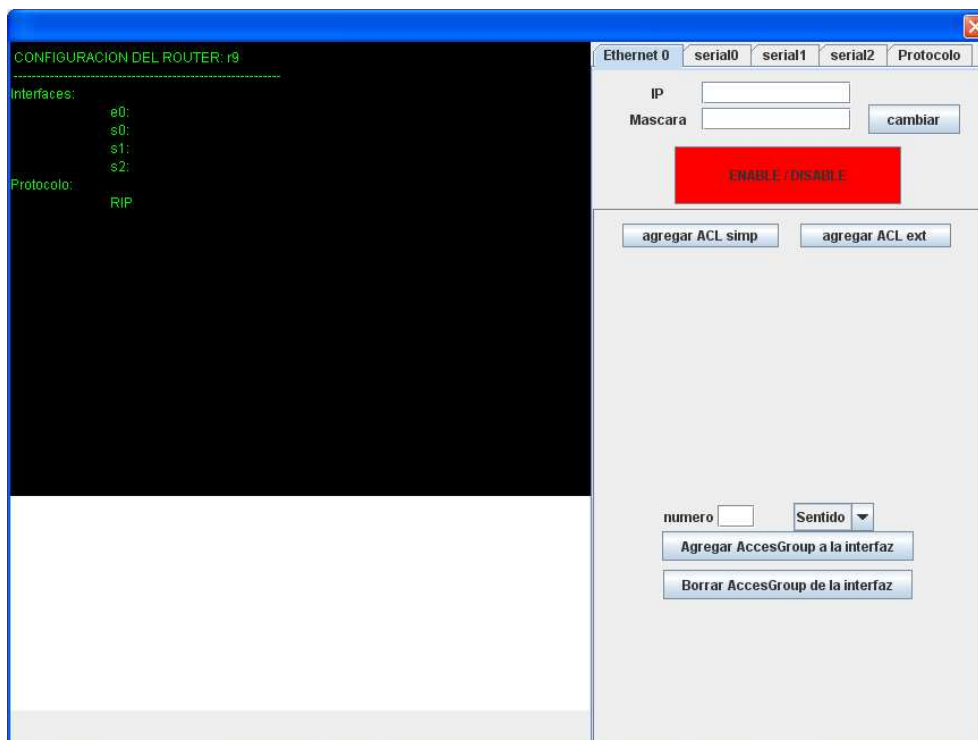 CONFIGURACION DEL ROUTER: r9
------------------------------------------------------------
Interfaces:
e0:
s0:
s1:
s2:
Protocolo:
RIP
Ethernet 0 serial0 serial1 serial2 Protocolo
IP
Mascara cambiar
ENABLE / DISABLE
agregar ACL simp agregar ACL ext
numero Sentido
Agregar AccesGroup a la interfaz
Borrar AccesGroup de la interfaz